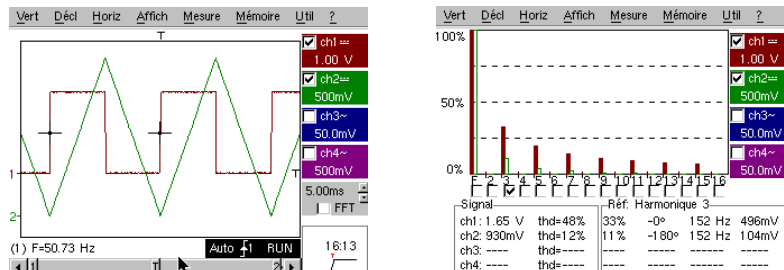 Vert Décl Horiz Affich Mesure Mémoire Util ?
T
ch1
1.00 V
ch2
500mV
ch3~
50.0mV
ch4~
500mV
5.00ms
FFT
1
2
T
(1) F=50.73 Hz Auto 1 RUN 16:13
1 T 2
Vert Décl Horiz Affich Mesure Mémoire Util ?
100%
50%
0%
ch1
1.00 V
ch2
500mV
ch3~
50.0mV
ch4~
50.0mV
F 2 3 4 5 6 7 8 9 10 11 12 13 14 15 16
Signal Réf: Harmonique 3
ch1: 1.65 V thd=48% 33% -0° 152 Hz 496mV
ch2: 930mV thd=12% 11% -180° 152 Hz 104mV
ch3: ---- thd=---- ---- ---- ----- -----
ch4: ---- thd=---- ---- ---- ----- -----